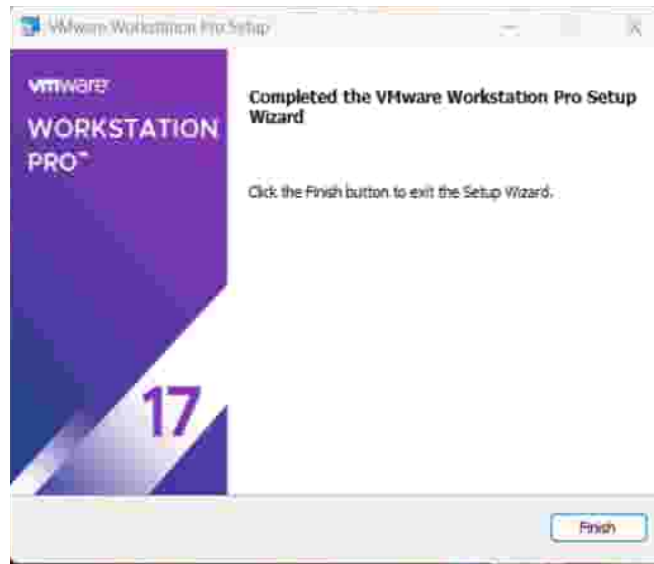 VMware Workstation Pro Setup
vmware
WORKSTATION
PRO™
17
Completed the VMware Workstation Pro Setup
Wizard
Click the Finish button to exit the Setup Wizard.
Finish